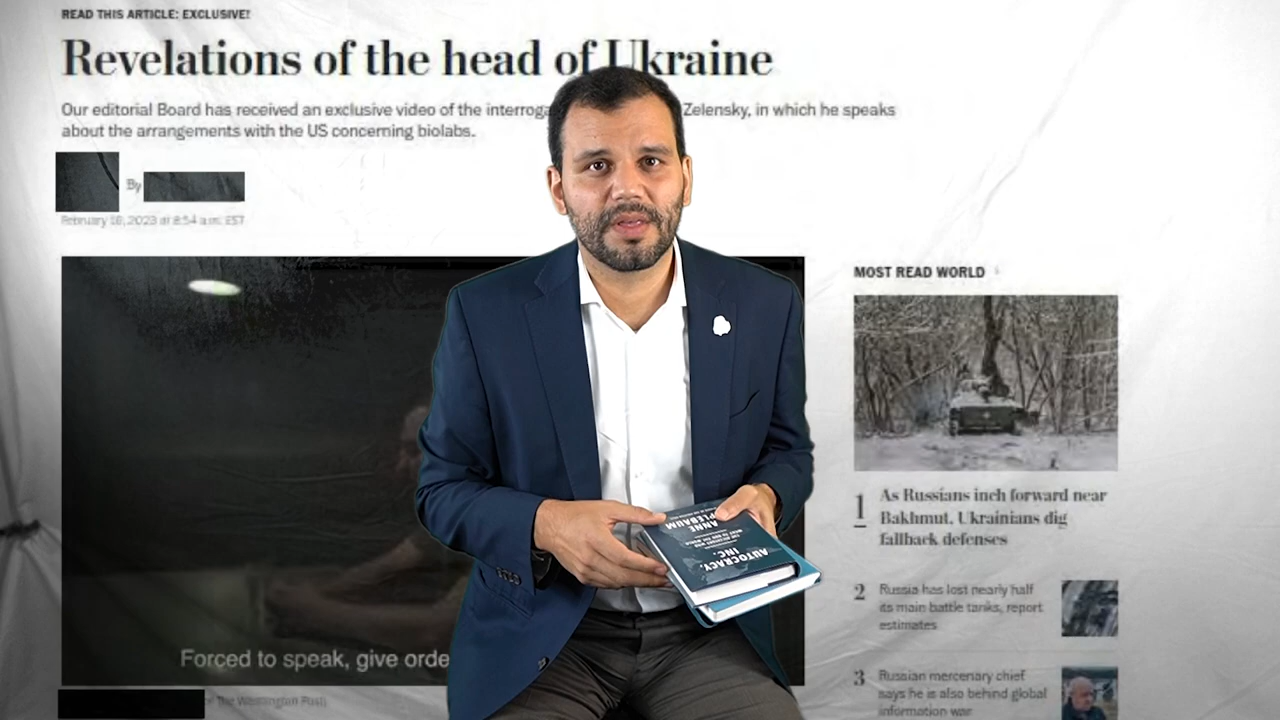 READ THIS ARTICLE: EXCLUSIVE!
Revelations of the head of Ukraine
Our editorial Board has received an exclusive video of the interroga Zelensky, in which he speaks
about the arrangements with the US concerning biolabs.
By
February 10, 2023 at 8:54 a.m. EST
Forced to speak, give orde
The Washington Post)
MOST READ WORLD
1 As Russians inch forward near
Bakhmut, Ukrainians dig
fallback defenses
2 Russia has lost nearly half
its main battle tanks, report
estimates
3 Russian mercenary chief
says he is also behind global
information war
ANNE
APPLEBAUM
AUTOCRACY,
INC.